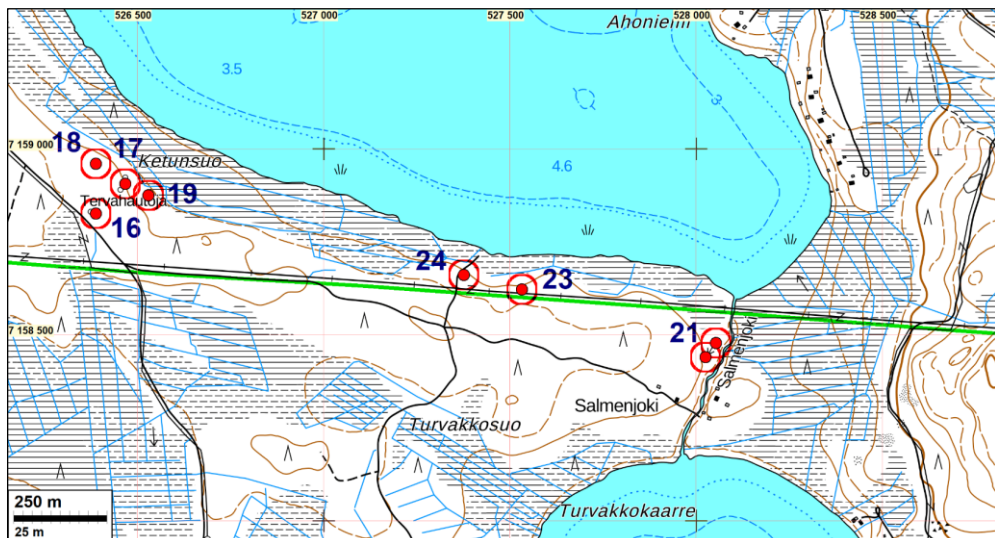 526 500
527 000
527 500
528 000
528 500
Ahoniemi
3.5
3
4.6
7 159 000
18
17
Ketunsuo
19
Tervahautoja
16
24
23
7 158 500
21
Salmenjoki
Salmenjoki
Turvakkosuo
Turvakkokaarre
250 m
25 m